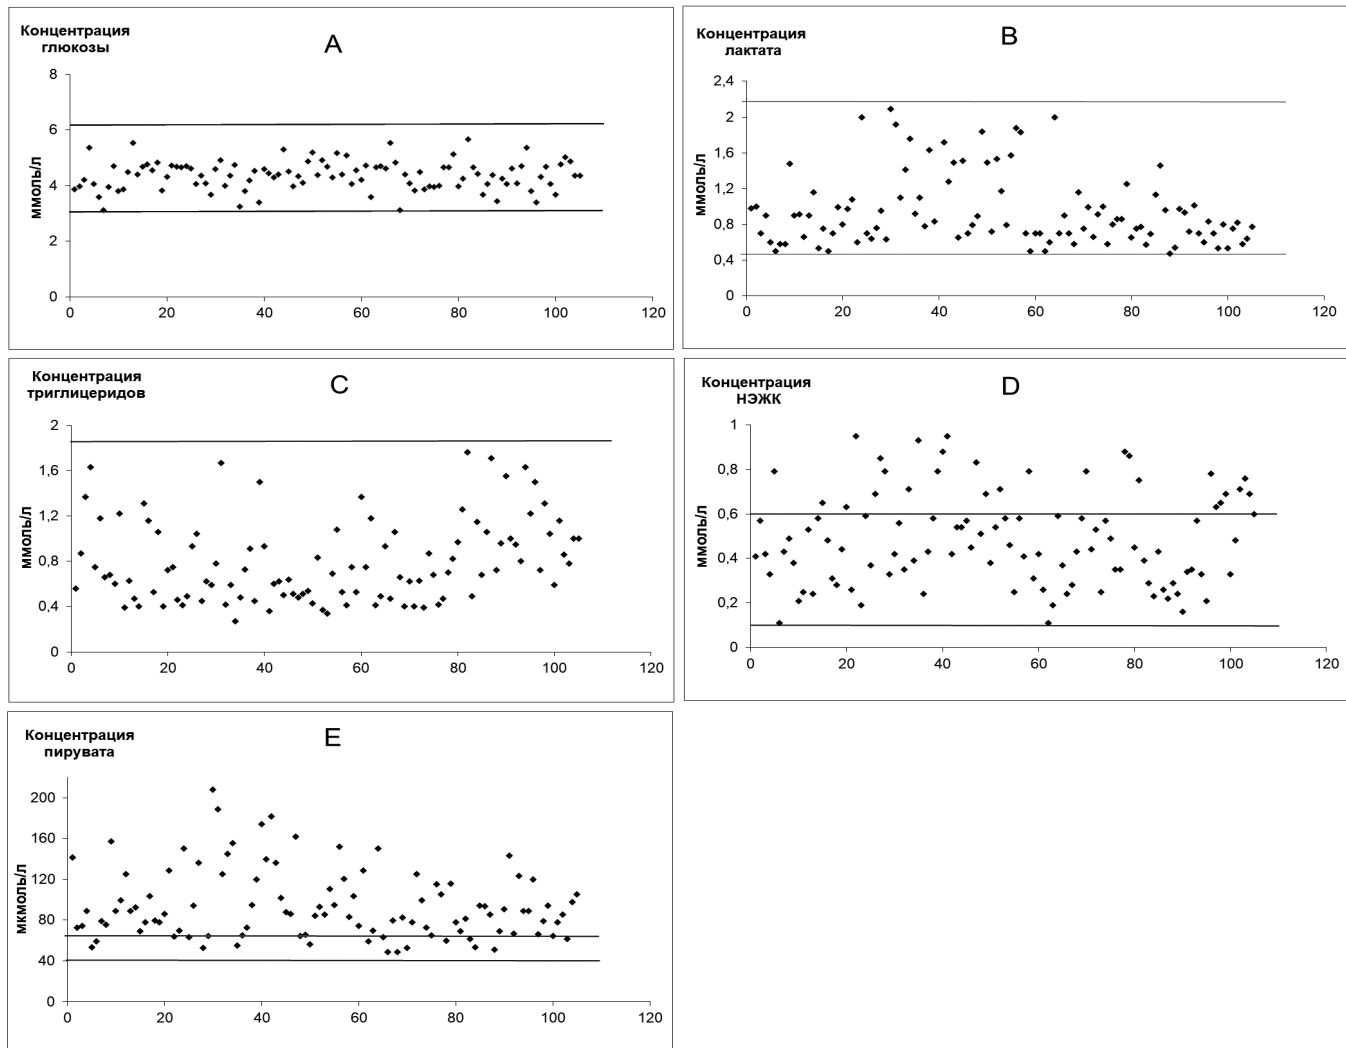 Концентрация
глюкозы
A
ммоль/л
8
6
4
2
0
0 20 40 60 80 100 120
Концентрация
лактата
B
ммоль/л
2,4
2
1,6
1,2
0,8
0,4
0
0 20 40 60 80 100 120
Концентрация
триглицеридов
C
ммоль/л
2
1,6
1,2
0,8
0,4
0
0 20 40 60 80 100 120
Концентрация
НЭЖК
D
ммоль/л
1
0,8
0,6
0,4
0,2
0
0 20 40 60 80 100 120
Концентрация
пирувата
E
мкмоль/л
200
160
120
80
40
0
0 20 40 60 80 100 120